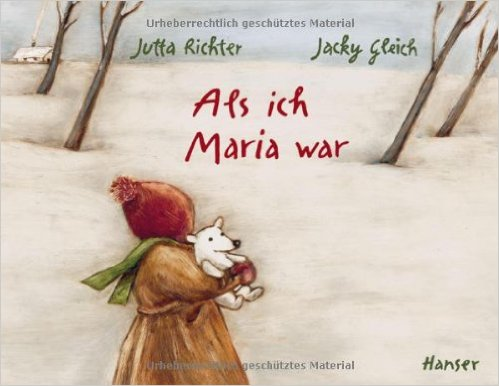 Urheberrechtlich geschütztes Material
Jutta Richter Jacky Gleich
Als ich
Maria war
Urheberrechtlich geschütztes Material
Hanser